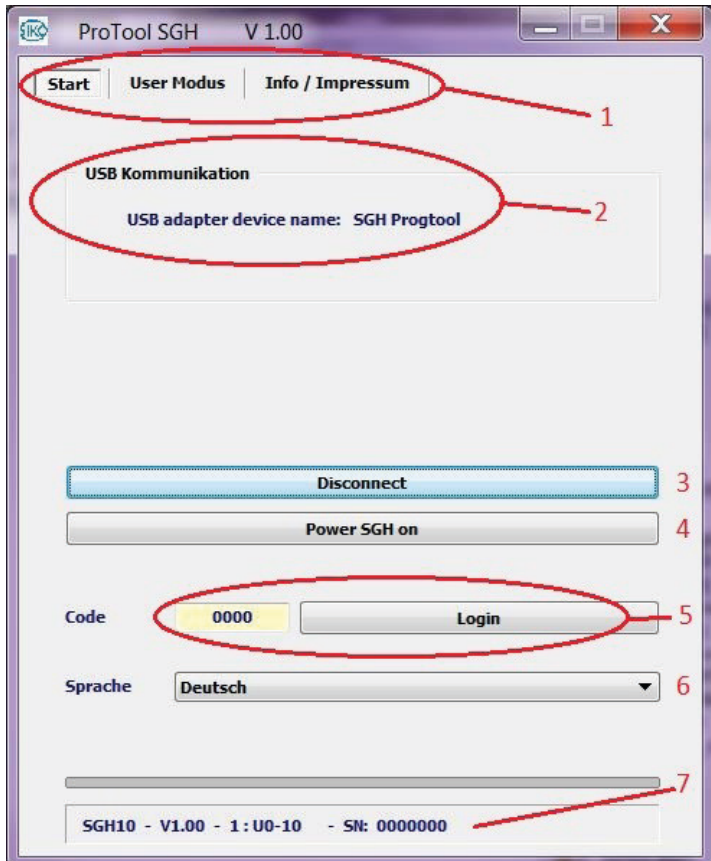 SIKO ProTool SGH V 1.00
Start User Modus Info / Impressum
1
USB Kommunikation
USB adapter device name: SGH Progtool
2
Disconnect 3
Power SGH on 4
Code 0000 Login 5
Sprache Deutsch 6
7
SGH10 - V1.00 - 1 : U0-10 - SN: 0000000